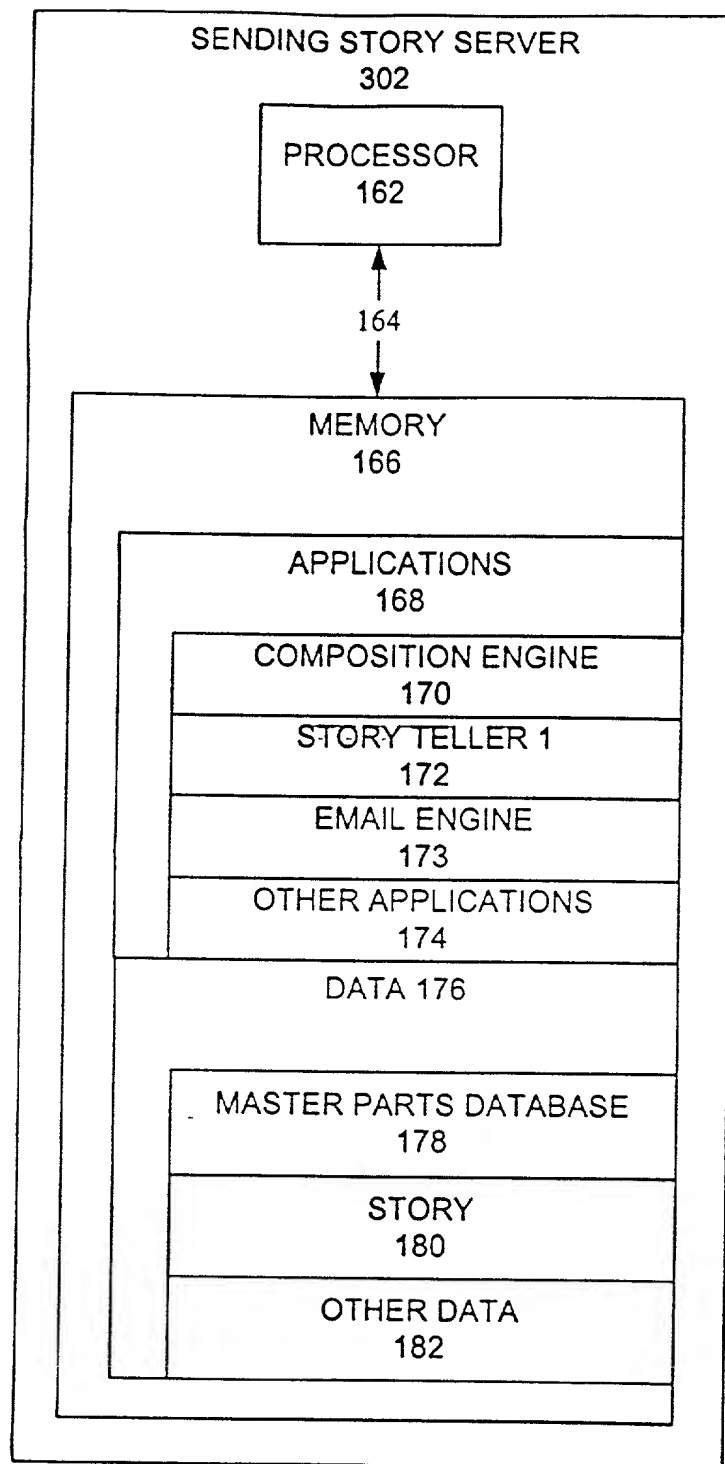 SENDING STORY SERVER
302
PROCESSOR
162
164
MEMORY
166
APPLICATIONS
168
COMPOSITION ENGINE
170
STORY TELLER 1
172
EMAIL ENGINE
173
OTHER APPLICATIONS
174
DATA 176
MASTER PARTS DATABASE
178
STORY
180
OTHER DATA
182